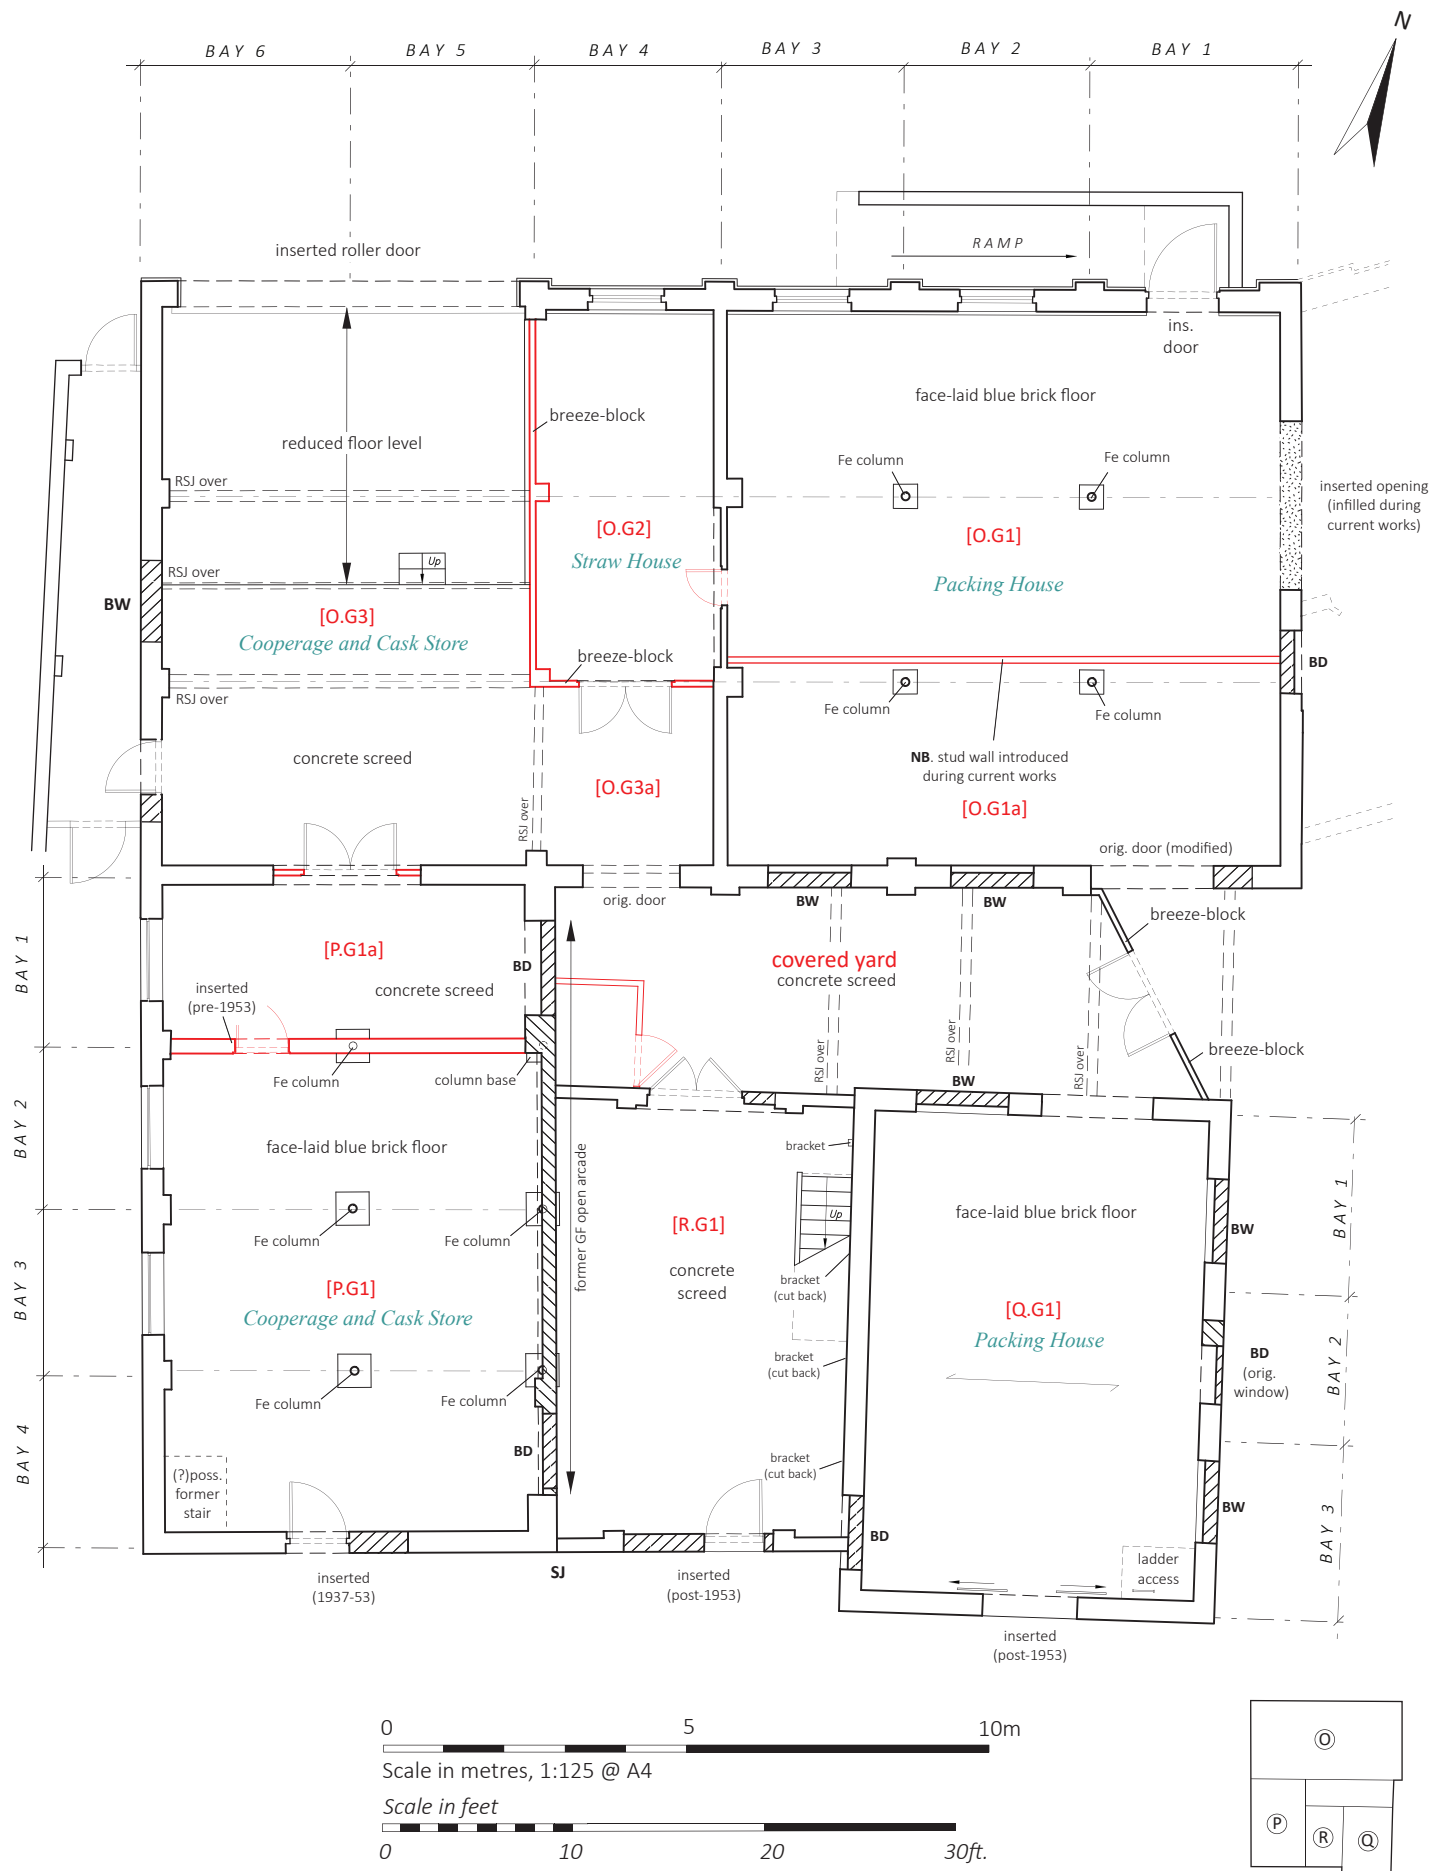 N
BAY 6
BAY 5
BAY 4
BAY 3
BAY 2
BAY 1
RAMP
inserted roller door
ins.
door
face-laid blue brick floor
breeze-block
reduced floor level
Fe column
Fe column
RSJ over
inserted opening
(infilled during
current works)
[O.G2]
Straw House
[O.G1]
Packing House
Up
RSJ over
BW
[O.G3]
Cooperage and Cask Store
breeze-block
BD
RSJ over
Fe column
Fe column
concrete screed
NB. stud wall introduced
during current works
[O.G3a]
[O.G1a]
RSJ over
orig. door (modified)
orig. door
BW
BW
breeze-block
BAY 1
[P.G1a]
BD
covered yard
concrete screed
inserted
(pre-1953)
concrete screed
RSJ over
RSJ over
RSJ over
breeze-block
Fe column
column base
BW
BAY 2
face-laid blue brick floor
bracket
former GF open arcade
BAY 1
Up
face-laid blue brick floor
[R.G1]
BW
Fe column
Fe column
concrete
screed
bracket
(cut back)
BAY 3
[P.G1]
Cooperage and Cask Store
[Q.G1]
Packing House
BD
(orig.
window)
BAY 2
bracket
(cut back)
Fe column
Fe column
BAY 4
BD
bracket
(cut back)
(?)poss.
former
stair
BW
BAY 3
BD
ladder
access
SJ
inserted
(1937-53)
inserted
(post-1953)
inserted
(post-1953)
0 5 10m
Scale in metres, 1:125 @ A4
Scale in feet
0 10 20 30ft.
O
P
R
Q